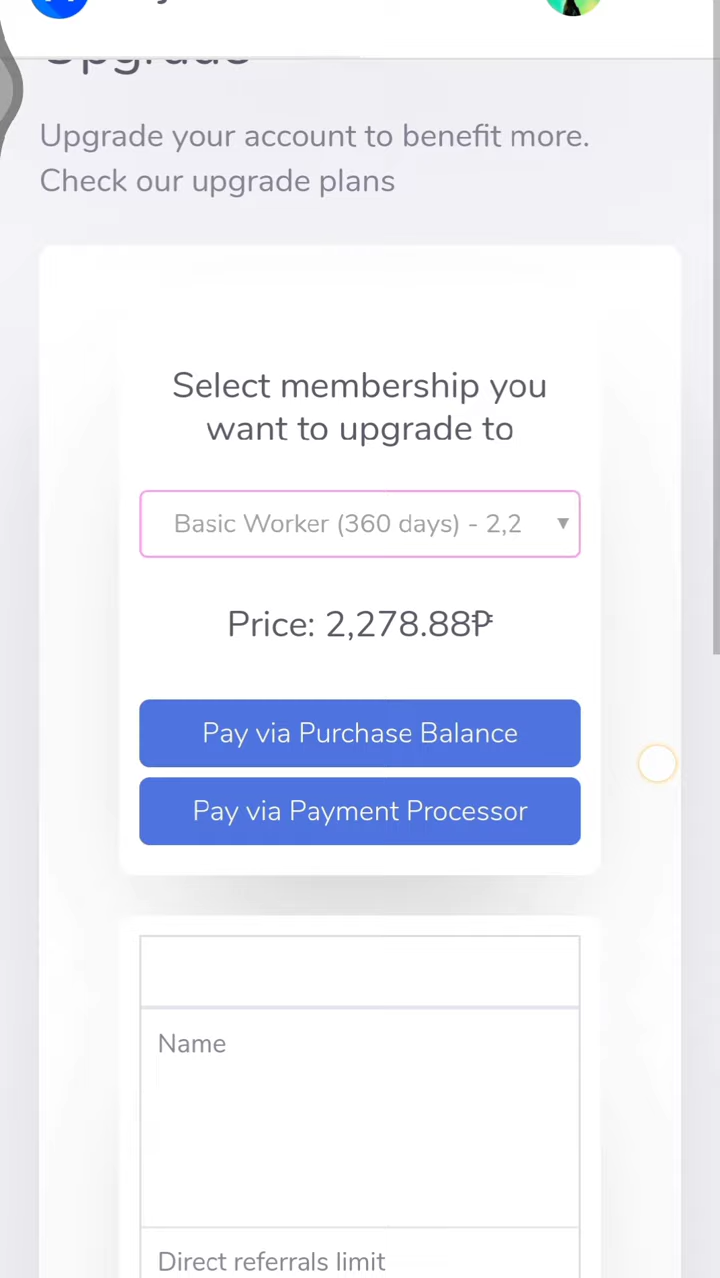 Upgrade
Upgrade your account to benefit more.
Check our upgrade plans
Select membership you
want to upgrade to
Basic Worker (360 days) - 2,2
Price: 2,278.88₱
Pay via Purchase Balance
Pay via Payment Processor
Name
Direct referrals limit